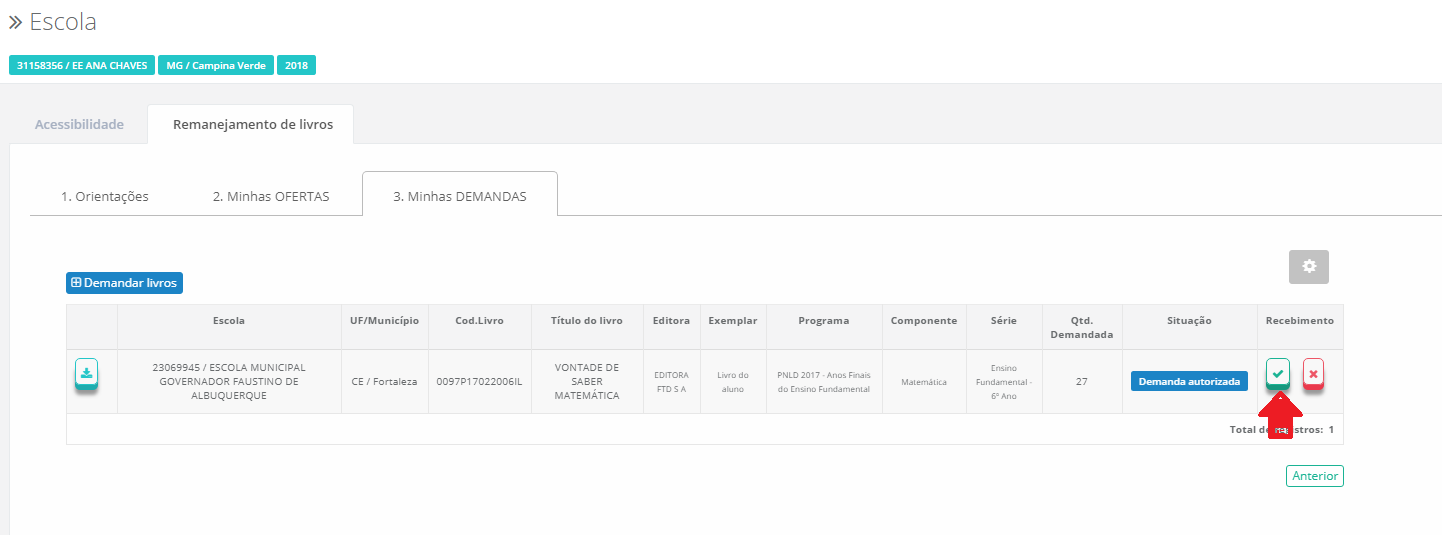 Escola
31158356 / EE ANA CHAVES MG / Campina Verde 2018
Acessibilidade Remanejamento de livros
1. Orientações 2. Minhas OFERTAS 3. Minhas DEMANDAS
Demandar livros
Escola UF/Município Cod.Livro Título do livro Editora Exemplar Programa Componente Série Qtd. Demandada Situação Recebimento
23069945 / ESCOLA MUNICIPAL GOVERNADOR FAUSTINO DE ALBUQUERQUE CE / Fortaleza 0097P17022006IL VONTADE DE SABER MATEMÁTICA EDITORA FTD S A Livro do aluno PNLD 2017 - Anos Finais do Ensino Fundamental Matemática Ensino Fundamental - 6º Ano 27 Demanda autorizada
Total de 1
Anterior